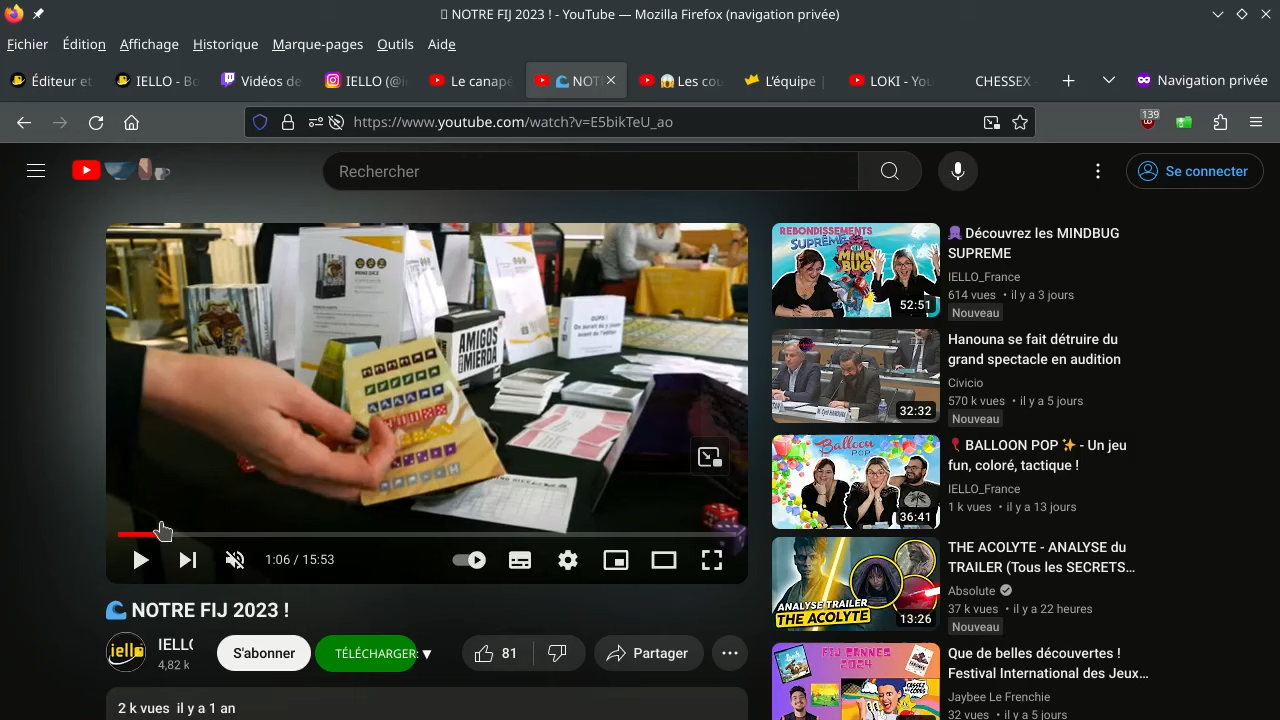 NOTRE FIJ 2023 ! - YouTube — Mozilla Firefox (navigation privée)
Fichier Édition Affichage Historique Marque-pages Outils Aide
Éditeur et IELLO - Bo Vidéos de IELLO (@i Le canapé NOT Les cou L'équipe | LOKI - You CHESSEX Navigation privée
https://www.youtube.com/watch?v=E5bikTeU_ao
139
Rechercher
Se connecter
AMIGOS
MIERDA
OUPS !
1:06 / 15:53
🌊 NOTRE FIJ 2023 !
iello
IELL
4,82 k
S'abonner
TÉLÉCHARGER: ▼
81
Partager
2 k vues il y a 1 an
REBONDISSEMENTS
SUPRÊME
MIND
BUG
52:51
🐙 Découvrez les MINDBUG
SUPREME
IELLO_France
614 vues • il y a 3 jours
Nouveau
32:32
Hanouna se fait détruire du
grand spectacle en audition
Civicio
570 k vues • il y a 5 jours
Nouveau
Balloon
POP
36:41
🎈 BALLOON POP ✨ - Un jeu
fun, coloré, tactique !
IELLO_France
1 k vues • il y a 13 jours
ANALYSE TRAILER
THE ACOLYTE
13:26
THE ACOLYTE - ANALYSE du
TRAILER (Tous les SECRETS…
Absolute
37 k vues • il y a 22 heures
Nouveau
FIJ CANNES
2024
Que de belles découvertes !
Festival International des Jeux…
Jaybee Le Frenchie
32 vues • il y a 5 jours